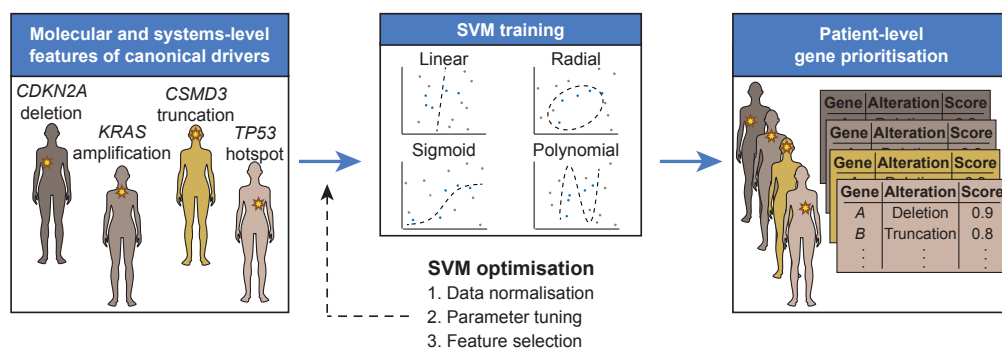 Molecular and systems-level
features of canonical drivers
CDKN2A
deletion
CSMD3
truncation
KRAS
amplification
TP53
hotspot
SVM training
Linear
Radial
Sigmoid
Polynomial
SVM optimisation
1. Data normalisation
2. Parameter tuning
3. Feature selection
Patient-level
gene prioritisation
Gene Alteration Score
Gene Alteration Score
Gene Alteration Score
Gene Alteration Score
A Deletion 0.9
B Truncation 0.8